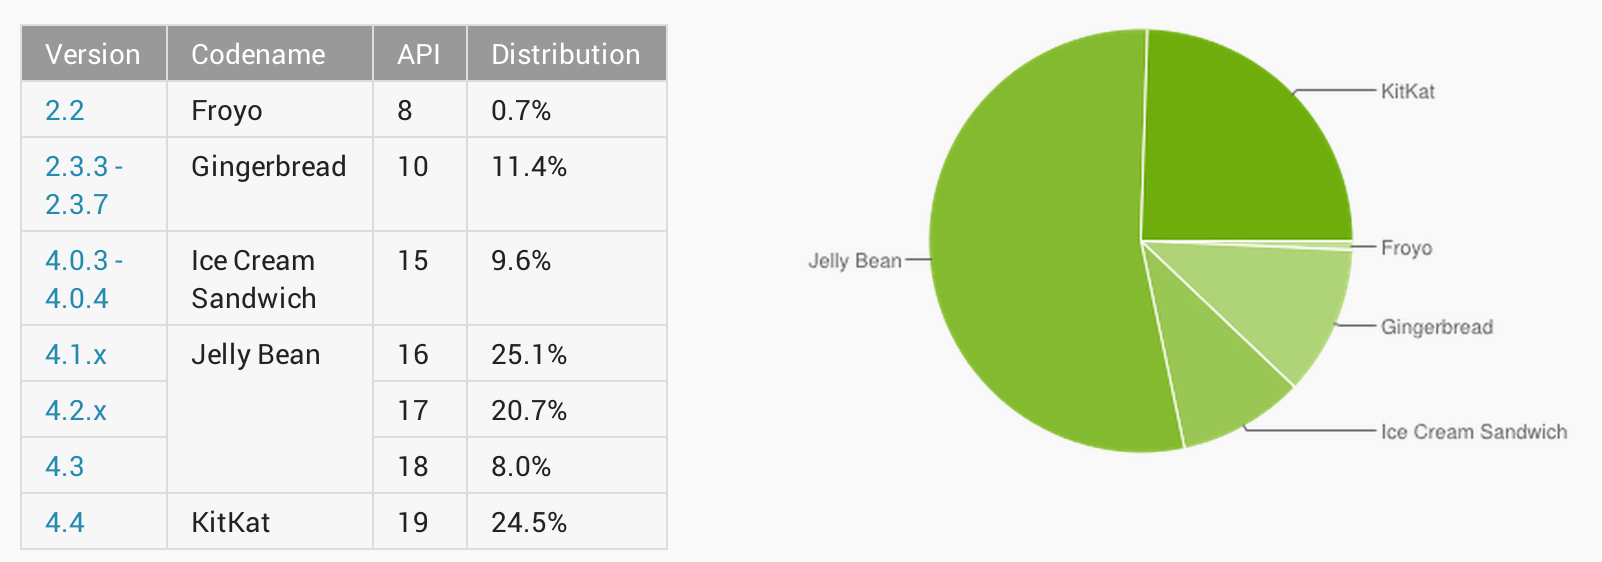 Version Codename API Distribution
2.2 Froyo 8 0.7%
2.3.3 - Gingerbread 10 11.4%
2.3.7
4.0.3 - Ice Cream 15 9.6%
4.0.4 Sandwich
4.1.x Jelly Bean 16 25.1%
4.2.x 17 20.7%
4.3 18 8.0%
4.4 KitKat 19 24.5%
KitKat
Froyo
Jelly Bean
Gingerbread
Ice Cream Sandwich